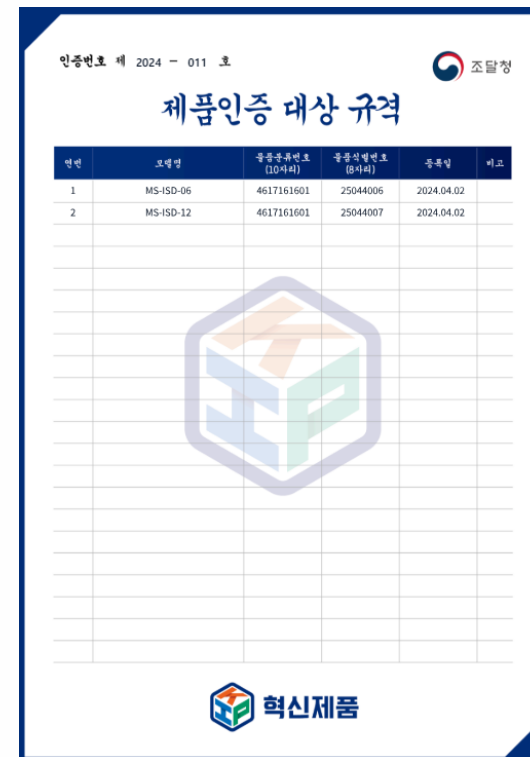 인증번호 제 2024 - 011 호
조달청
제품인증 대상 규격
연번 모델명 물품분류번호 (10자리) 물품식별번호 (8자리) 등록일 비고
1 MS-ISD-06 4617161601 25044006 2024.04.02
2 MS-ISD-12 4617161601 25044007 2024.04.02
혁신제품